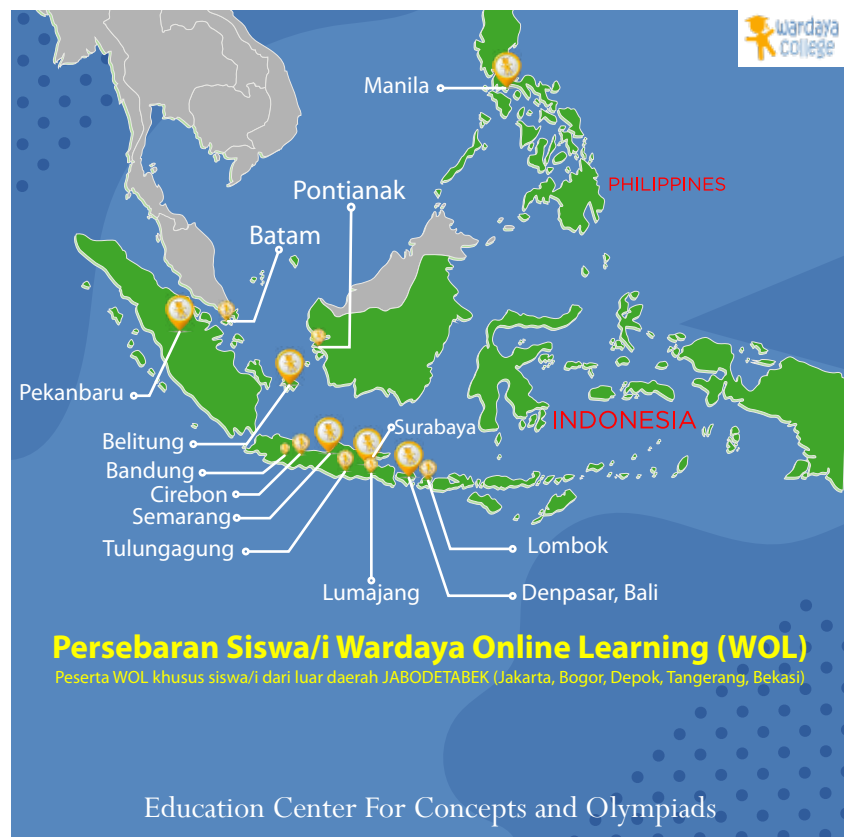 wardaya
college
Manila
PHILIPPINES
Pontianak
Batam
Pekanbaru
INDONESIA
Surabaya
Belitung
Bandung
Cirebon
Semarang
Tulungagung
Lombok
Lumajang
Denpasar, Bali
Persebaran Siswa/i Wardaya Online Learning (WOL)
Peserta WOL khusus siswa/i dari luar daerah JABODETABEK (Jakarta, Bogor, Depok, Tangerang, Bekasi)
Education Center For Concepts and Olympiads